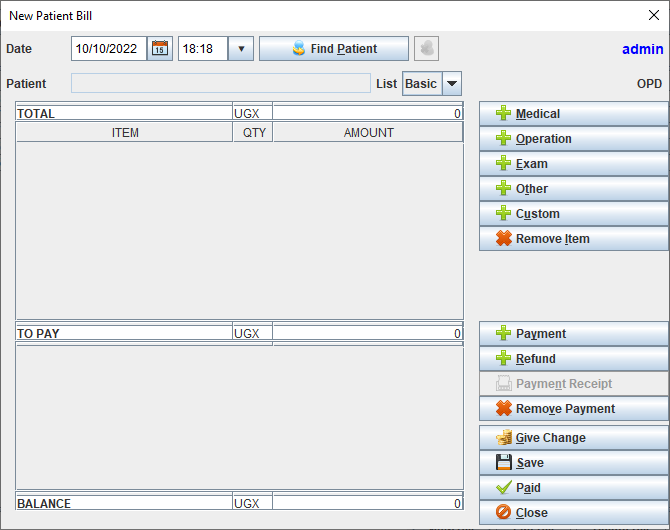 New Patient Bill
Date 10/10/2022 15 18:18 Find Patient admin
Patient List Basic OPD
TOTAL UGX 0
ITEM QTY AMOUNT
Medical
Operation
Exam
Other
Custom
Remove Item
TO PAY UGX 0
Payment
Refund
Payment Receipt
Remove Payment
Give Change
Save
Paid
BALANCE UGX 0
Close